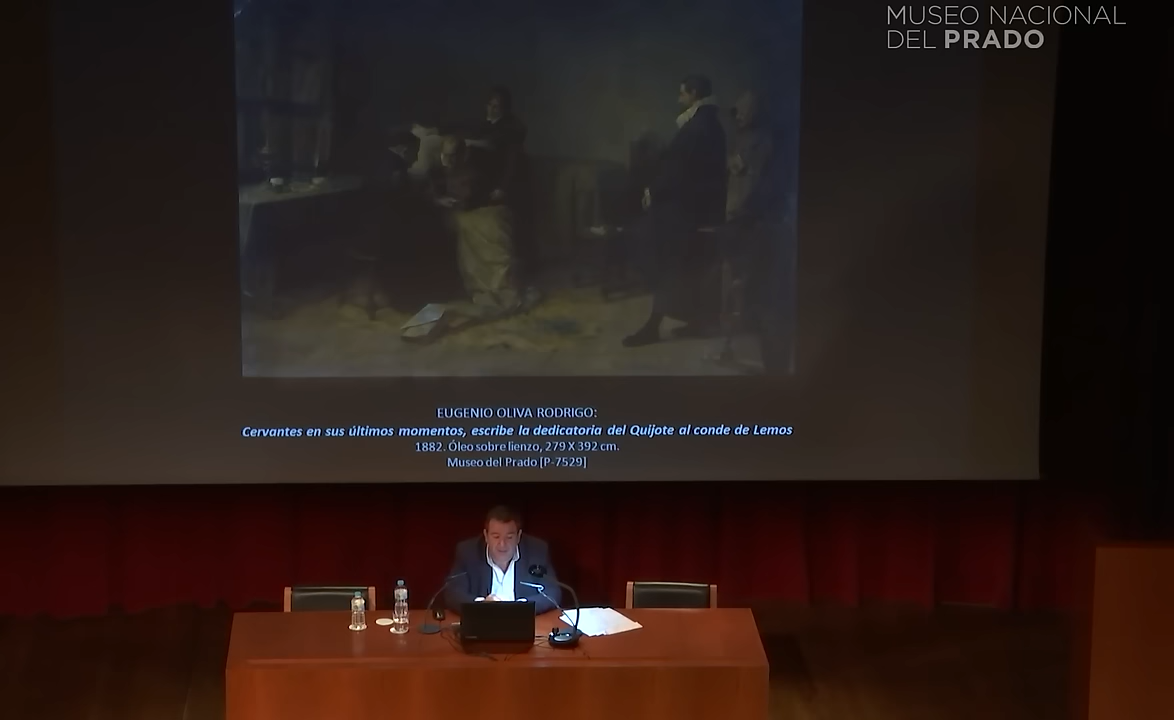 MUSEO NACIONAL
DEL PRADO
EUGENIO OLIVA RODRIGO:
Cervantes en sus últimos momentos, escribe la dedicatoria del Quijote al conde de Lemos
1882. Óleo sobre lienzo, 279 X 392 cm.
Museo del Prado [P-7529]